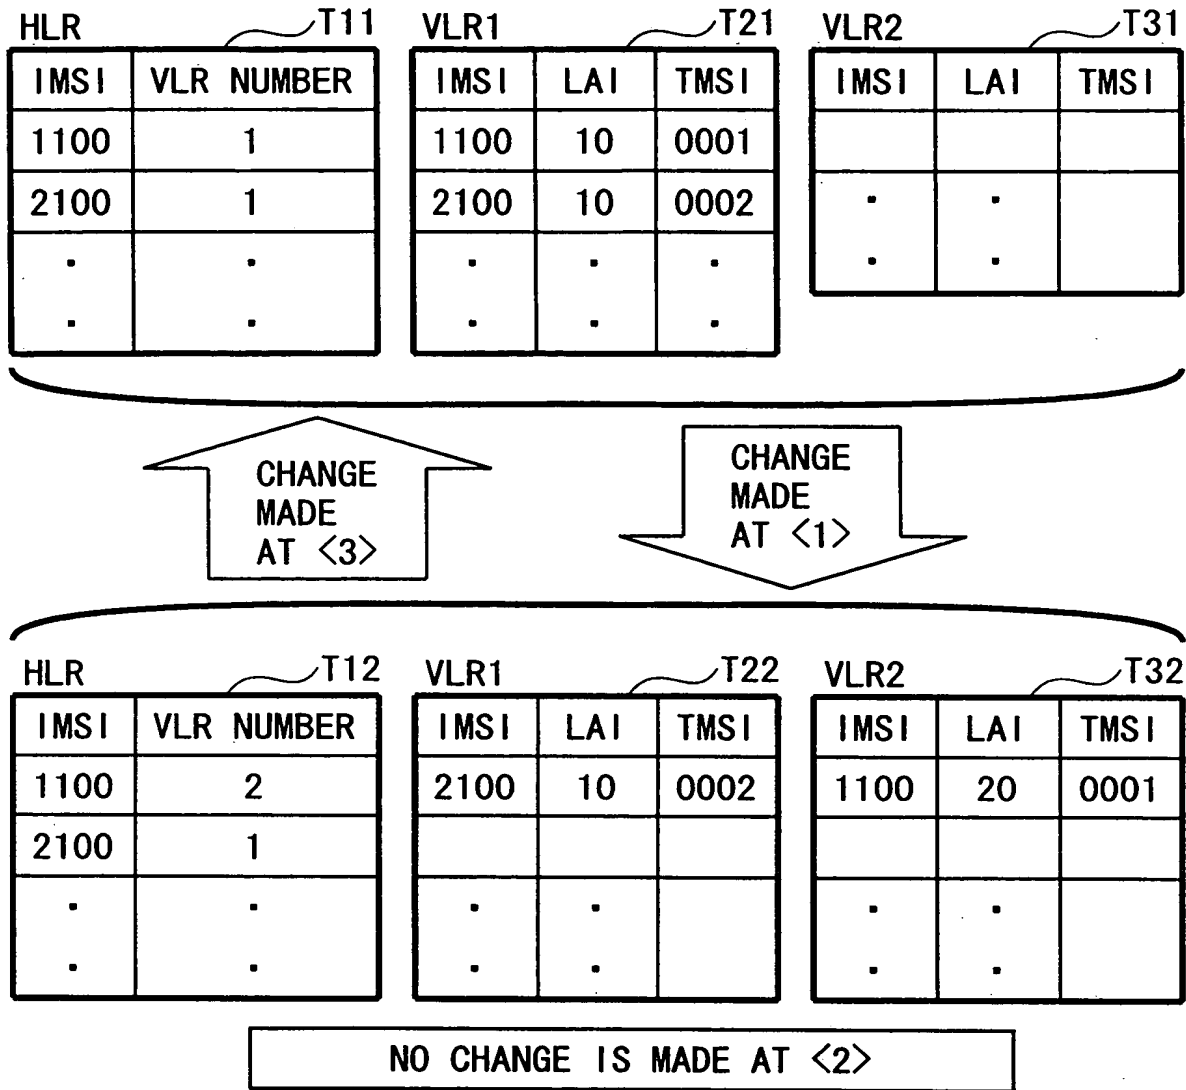 HLR T11 VLR1 T21 VLR2 T31
IMSI VLR NUMBER IMSI LAI TMSI IMSI LAI TMSI
1100 1 1100 10 0001
2100 1 2100 10 0002
CHANGE
MADE
AT <3>
CHANGE
MADE
AT <1>
HLR T12 VLR1 T22 VLR2 T32
IMSI VLR NUMBER IMSI LAI TMSI IMSI LAI TMSI
1100 2 2100 10 0002 1100 20 0001
2100 1
NO CHANGE IS MADE AT <2>